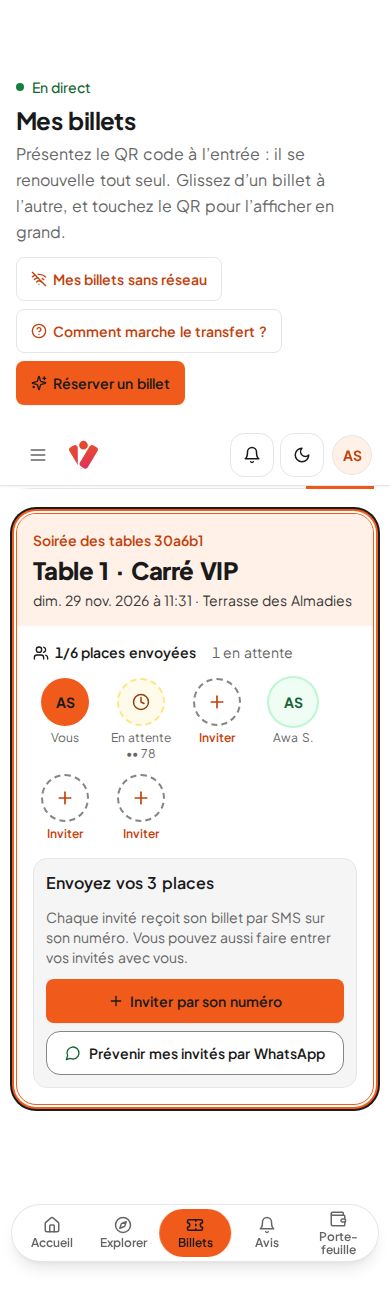 En direct
Mes billets
Présentez le QR code à l'entrée : il se
renouvelle tout seul. Glissez d'un billet à
l'autre, et touchez le QR pour l'afficher en
grand.
Mes billets sans réseau
Comment marche le transfert ?
Réserver un billet
AS
Soirée des tables 30a6b1
Table 1 · Carré VIP
dim. 29 nov. 2026 à 11:31 · Terrasse des Almadies
1/6 places envoyées 1 en attente
AS
AS
Vous
En attente
•• 78
Inviter
Awa S.
Inviter
Inviter
Envoyez vos 3 places
Chaque invité reçoit son billet par SMS sur
son numéro. Vous pouvez aussi faire entrer
vos invités avec vous.
+ Inviter par son numéro
Prévenir mes invités par WhatsApp
Accueil
Explorer
Billets
Avis
Porte-
feuille